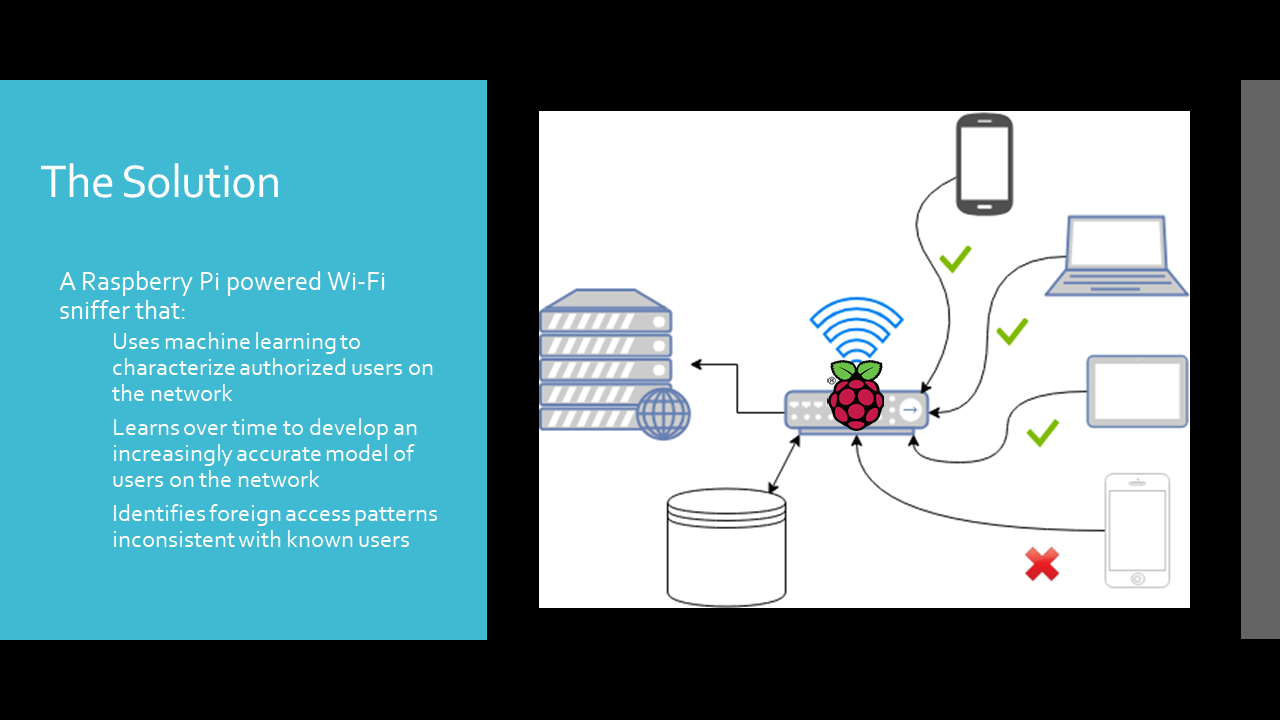 The Solution
A Raspberry Pi powered Wi-Fi
sniffer that:
Uses machine learning to
characterize authorized users on
the network
Learns over time to develop an
increasingly accurate model of
users on the network
Identifies foreign access patterns
inconsistent with known users
®